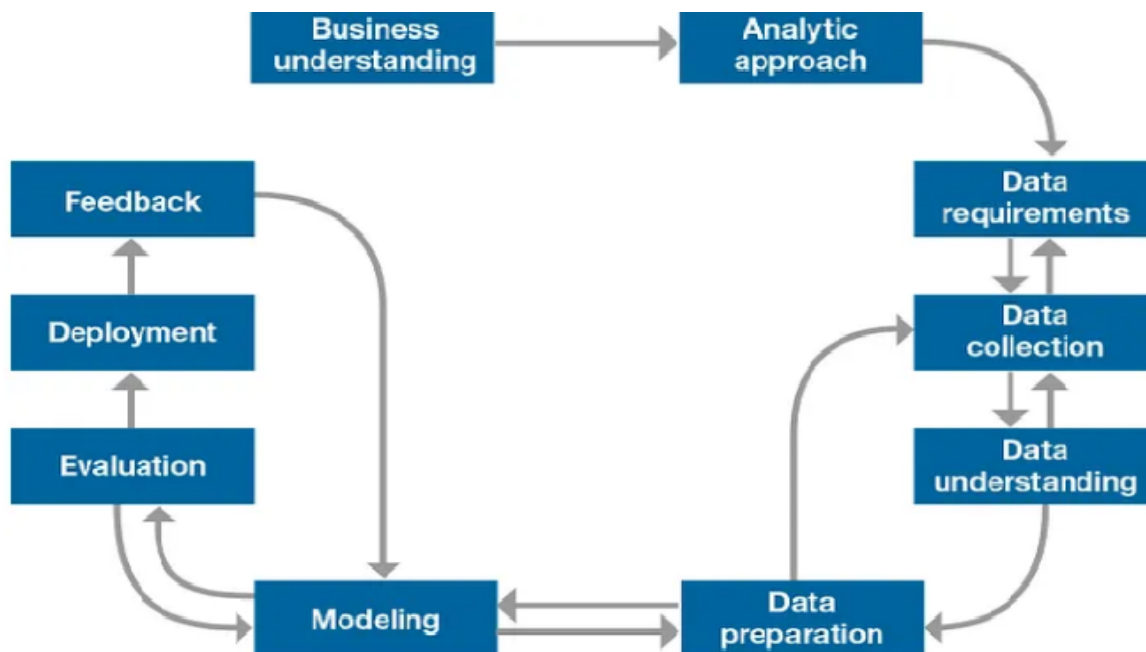 Business
understanding
Analytic
approach
Data
requirements
Data
collection
Data
understanding
Data
preparation
Modeling
Evaluation
Deployment
Feedback